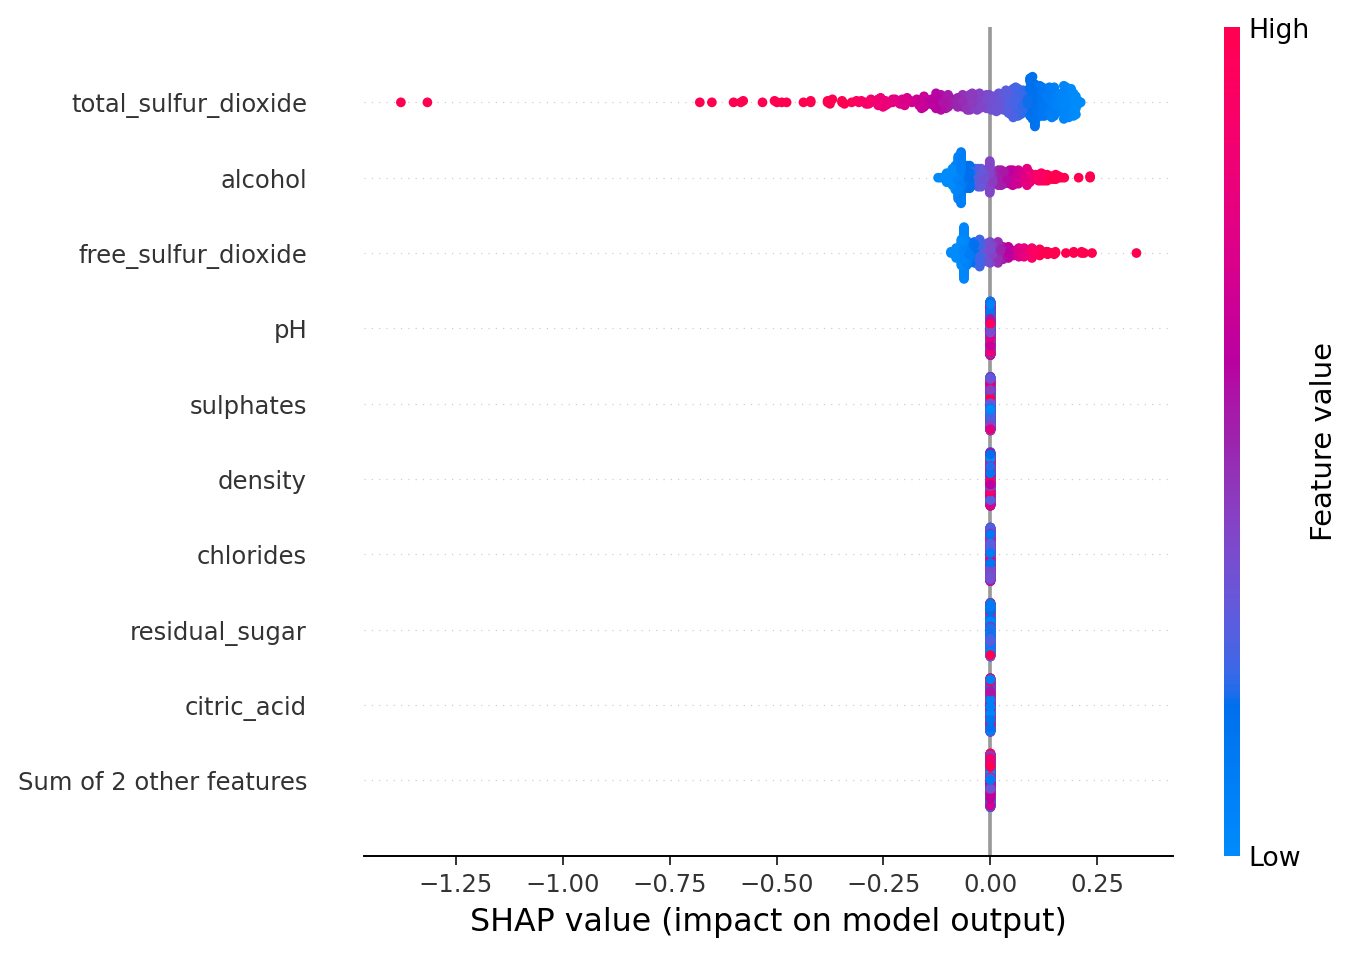 High
total_sulfur_dioxide
alcohol
free_sulfur_dioxide
pH
sulphates
density
chlorides
residual_sugar
citric_acid
Sum of 2 other features
Feature value
Low
−1.25 −1.00 −0.75 −0.50 −0.25 0.00 0.25
SHAP value (impact on model output)